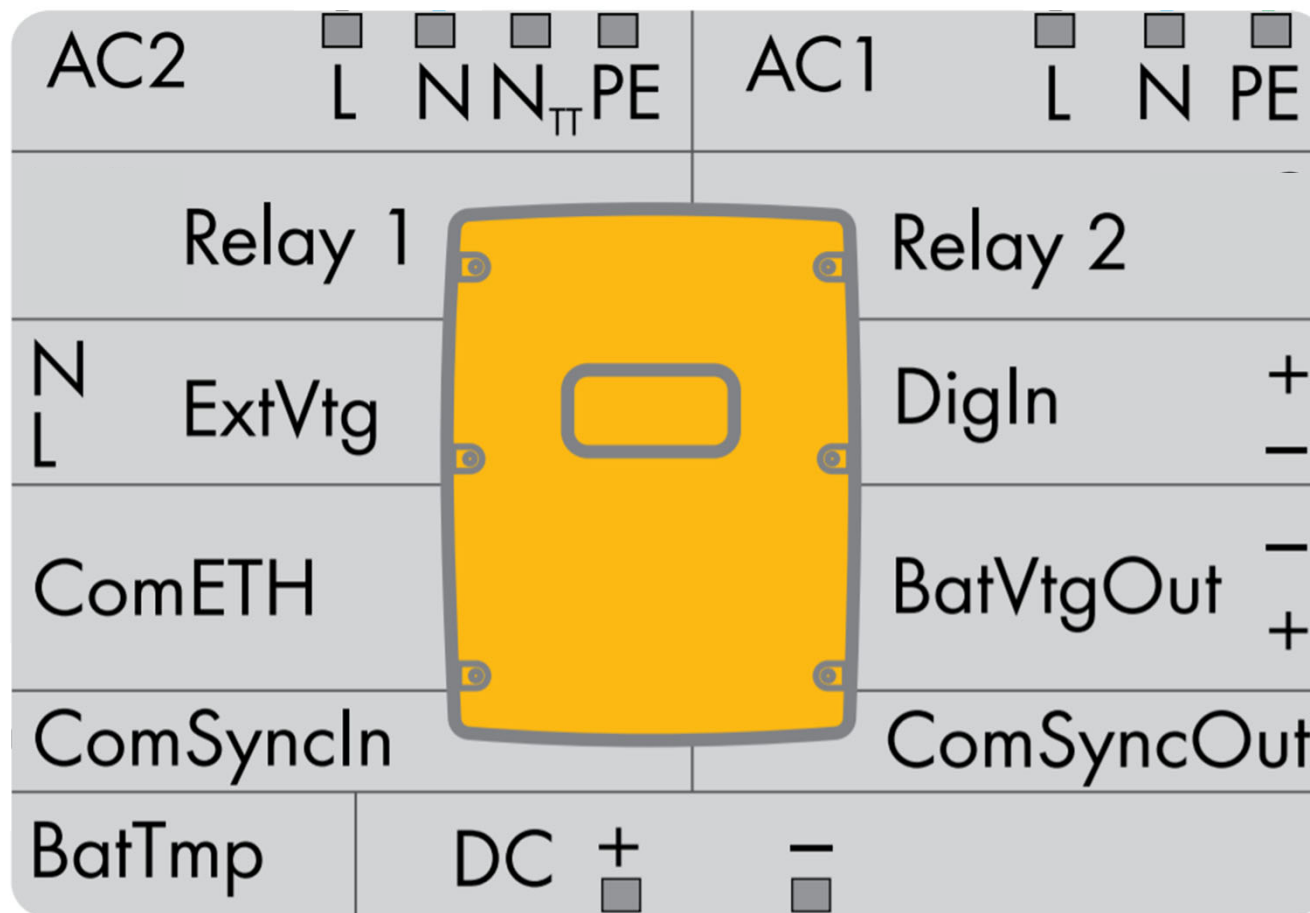 AC2 L N NTT PE AC1 L N PE
Relay 1 Relay 2
N
L
ExtVtg DigIn + −
ComETH BatVtgOut − +
ComSyncIn ComSyncOut
BatTmp DC + −